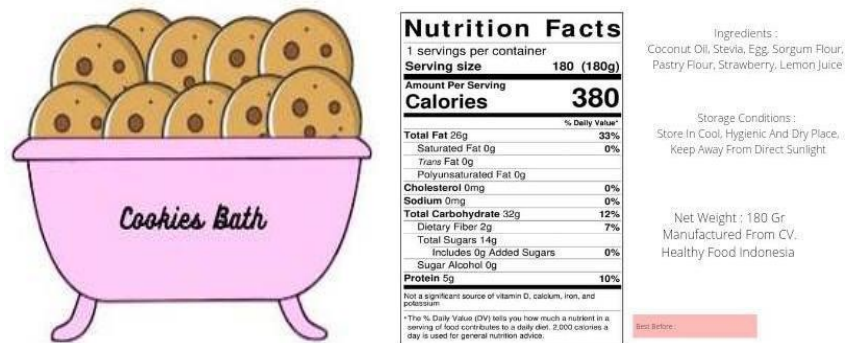 Cookies Bath
Nutrition Facts
1 servings per container
Serving size 180 (180g)
Amount Per Serving
Calories 380
% Daily Value*
Total Fat 26g 33%
Saturated Fat 0g 0%
Trans Fat 0g
Polyunsaturated Fat 0g
Cholesterol 0mg 0%
Sodium 0mg 0%
Total Carbohydrate 32g 12%
Dietary Fiber 2g 7%
Total Sugars 14g
Includes 0g Added Sugars 0%
Sugar Alcohol 0g
Protein 5g 10%
Not a significant source of vitamin D, calcium, iron, and
potassium
*The % Daily Value (DV) tells you how much a nutrient in a
serving of food contributes to a daily diet. 2,000 calories a
day is used for general nutrition advice.
Ingredients :
Coconut Oil, Stevia, Egg, Sorgum Flour,
Pastry Flour, Strawberry, Lemon Juice
Storage Conditions :
Store In Cool, Hygienic And Dry Place,
Keep Away From Direct Sunlight
Net Weight : 180 Gr
Manufactured From CV.
Healthy Food Indonesia
Best Before :